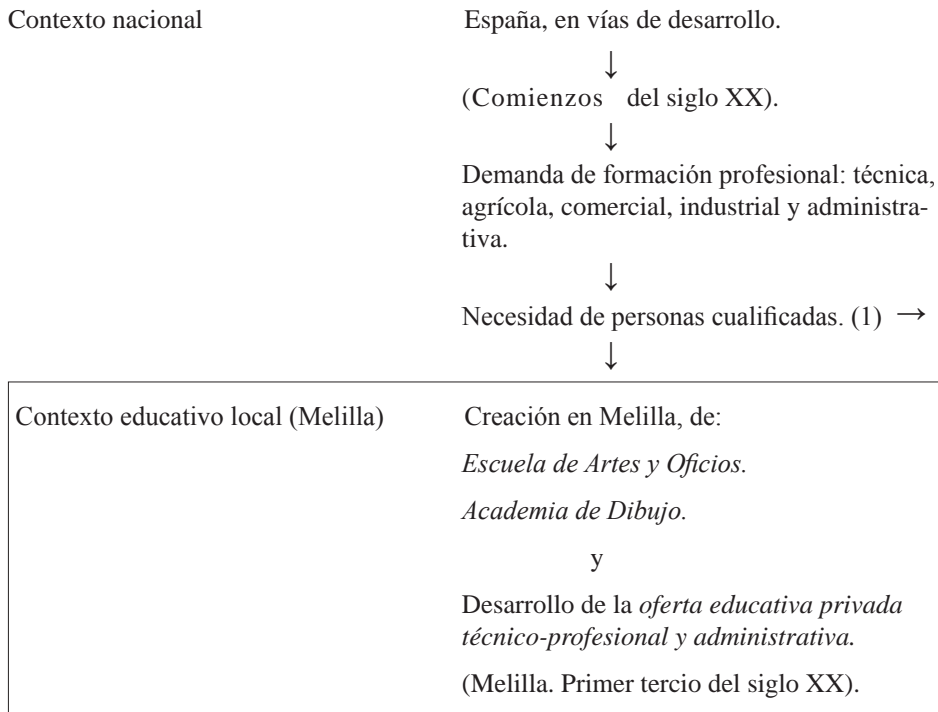 Contexto nacional
España, en vías de desarrollo.
↓
(Comienzos del siglo XX).
↓
Demanda de formación profesional: técnica,
agrícola, comercial, industrial y administra-
tiva.
↓
Necesidad de personas cualificadas. (1) →
↓
Contexto educativo local (Melilla)
Creación en Melilla, de:
Escuela de Artes y Oficios.
Academia de Dibujo.
y
Desarrollo de la oferta educativa privada
técnico-profesional y administrativa.
(Melilla. Primer tercio del siglo XX).